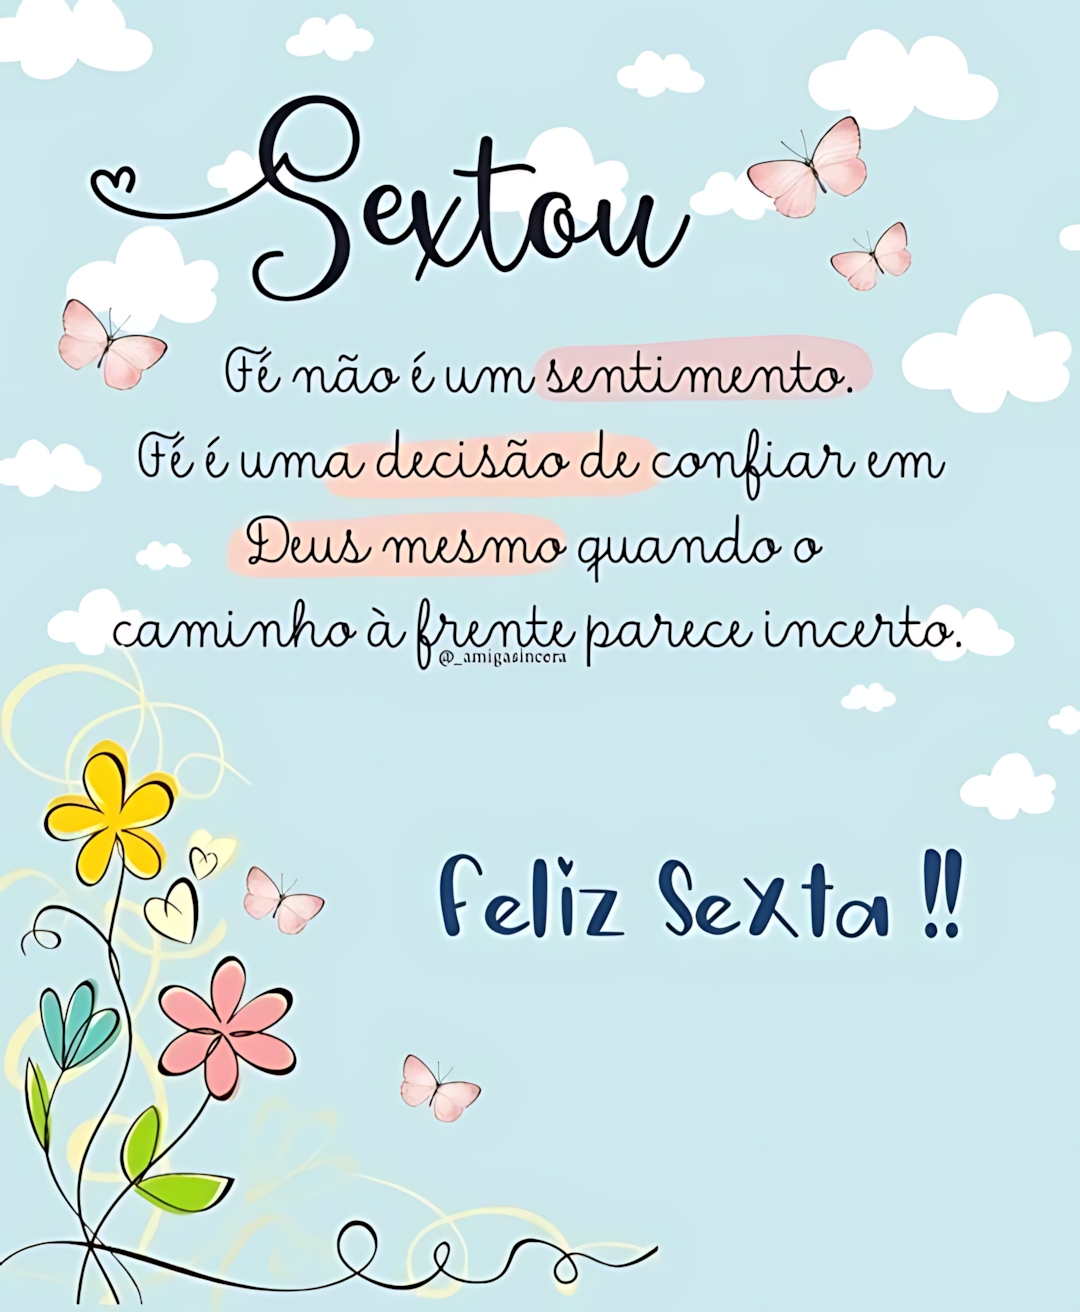 Sextou
Fé não é um sentimento.
Fé é uma decisão de confiar em
Deus mesmo quando o
caminho à frente parece incerto.
@_amigasincera
Feliz Sexta !!